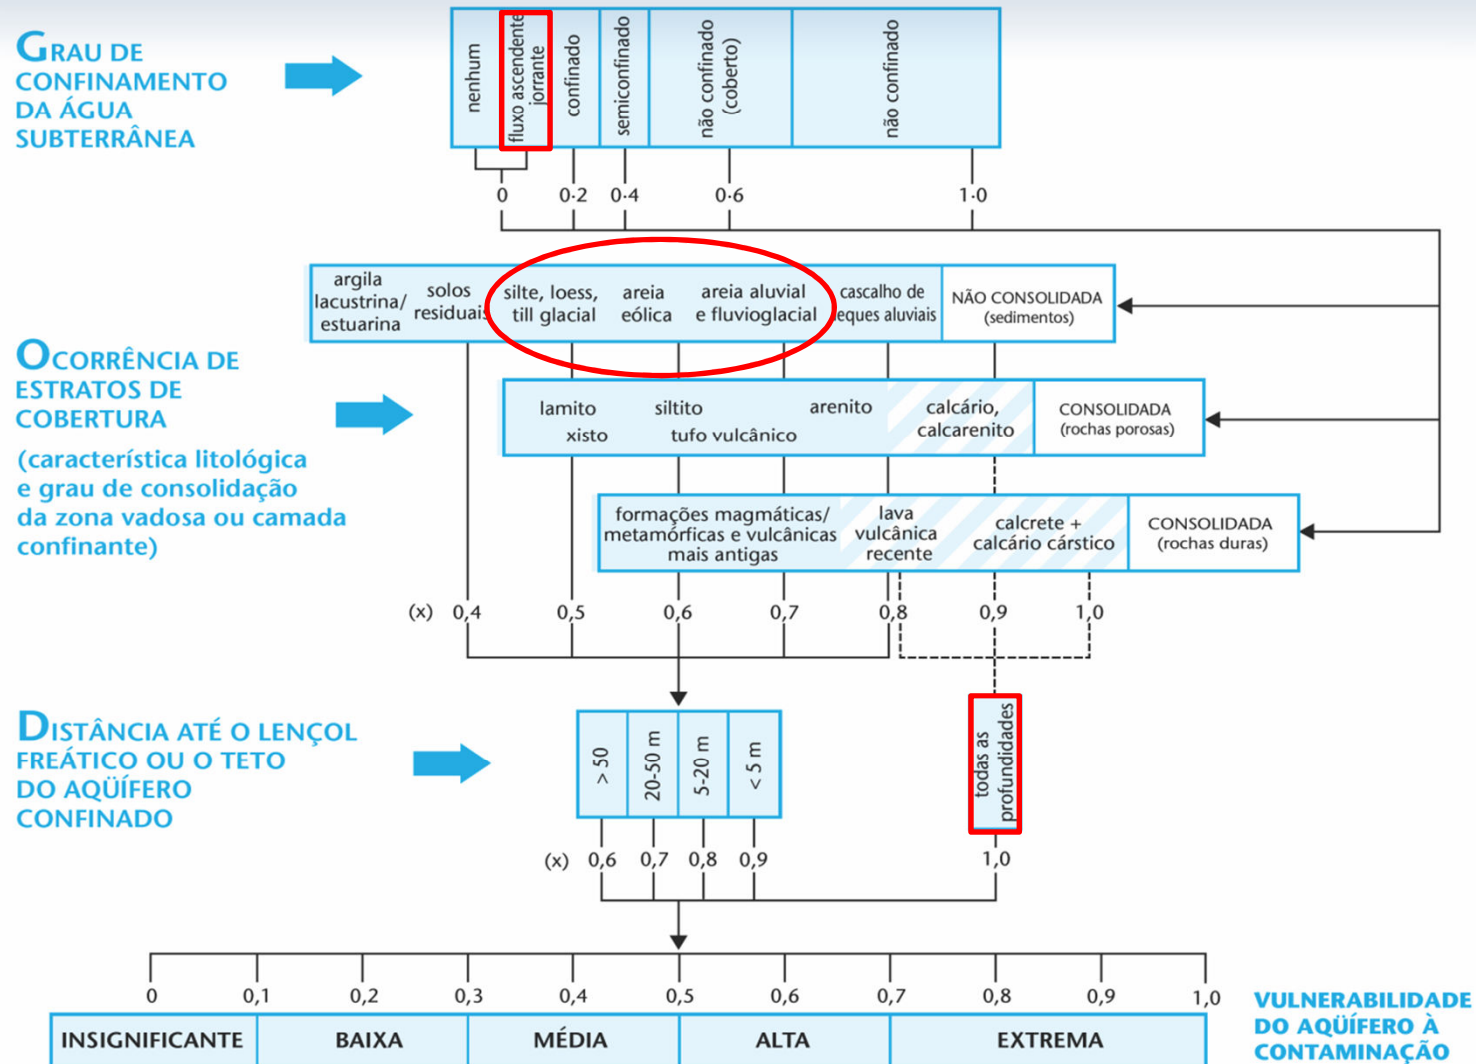 GRAU DE
CONFINAMENTO
DA ÁGUA
SUBTERRÂNEA
nenhum
fluxo ascendente
jorrante
confinado
semiconfinado
não confinado
(coberto)
não confinado
0
0·2
0·4
0·6
1·0
OCORRÊNCIA DE
ESTRATOS DE
COBERTURA
(característica litológica
e grau de consolidação
da zona vadosa ou camada
confinante)
argila
lacustrina/
estuarina
solos
residuais
silte, loess,
till glacial
areia
eólica
areia aluvial
e fluvioglacial
cascalho de
leques aluviais
NÃO CONSOLIDADA
(sedimentos)
lamito
xisto
siltito
tufo vulcânico
arenito
calcário,
calcarenito
CONSOLIDADA
(rochas porosas)
formações magmáticas/
metamórficas e vulcânicas
mais antigas
lava
vulcânica
recente
calcrete +
calcário cárstico
CONSOLIDADA
(rochas duras)
(x) 0,4 0,5 0,6 0,7 0,8 0,9 1,0
DISTÂNCIA ATÉ O LENÇOL
FREÁTICO OU O TETO
DO AQÜÍFERO
CONFINADO
> 50
20-50 m
5-20 m
< 5 m
todas as
profundidades
(x) 0,6 0,7 0,8 0,9 1,0
0 0,1 0,2 0,3 0,4 0,5 0,6 0,7 0,8 0,9 1,0
INSIGNIFICANTE BAIXA MÉDIA ALTA EXTREMA
VULNERABILIDADE
DO AQÜÍFERO À
CONTAMINAÇÃO